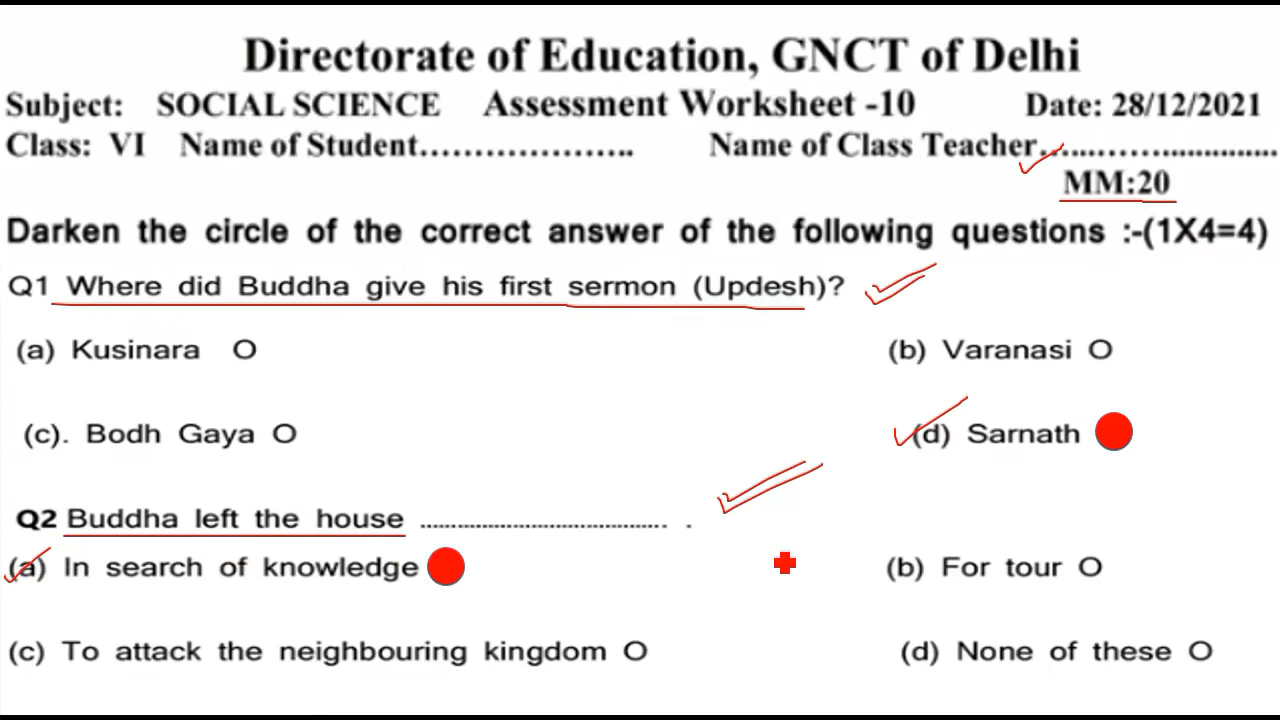 Directorate of Education, GNCT of Delhi
Subject: SOCIAL SCIENCE Assessment Worksheet -10 Date: 28/12/2021
Class: VI Name of Student.................... Name of Class Teacher.........................
MM:20
Darken the circle of the correct answer of the following questions :-(1X4=4)
Q1 Where did Buddha give his first sermon (Updesh)?
(a) Kusinara O (b) Varanasi O
(c). Bodh Gaya O (d) Sarnath
Q2 Buddha left the house ........................................ .
(a) In search of knowledge (b) For tour O
(c) To attack the neighbouring kingdom O (d) None of these O